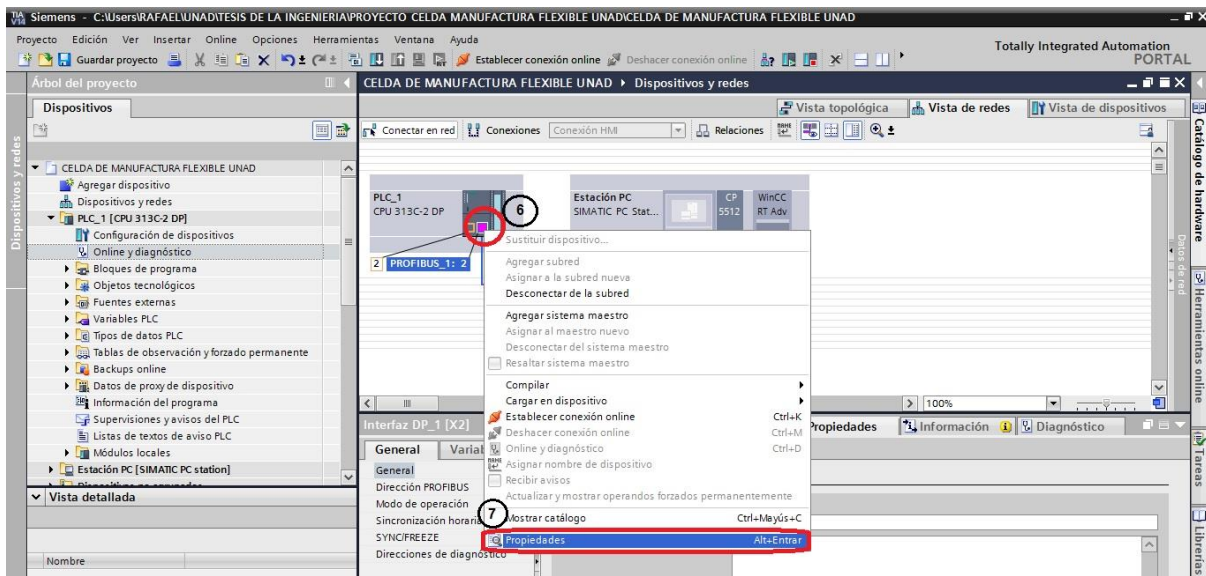 Siemens - C:\Users\RAFAEL\UNAD\TESIS DE LA INGENIERIA\PROYECTO CELDA MANUFACTURA FLEXIBLE UNAD\CELDA DE MANUFACTURA FLEXIBLE UNAD
Proyecto Edición Ver Insertar Online Opciones Herramientas Ventana Ayuda
Totally Integrated Automation
PORTAL
Guardar proyecto Establecer conexión online Deshacer conexión online
Árbol del proyecto
CELDA DE MANUFACTURA FLEXIBLE UNAD Dispositivos y redes
Dispositivos
Vista topológica Vista de redes Vista de dispositivos
Conectar en red Conexiones Conexión HMI Relaciones
Dispositivos y redes
CELDA DE MANUFACTURA FLEXIBLE UNAD
Agregar dispositivo
Dispositivos y redes
PLC_1 [CPU 313C-2 DP]
Configuración de dispositivos
Online y diagnóstico
Bloques de programa
Objetos tecnológicos
Fuentes externas
Variables PLC
Tipos de datos PLC
Tablas de observación y forzado permanente
Backups online
Datos de proxy de dispositivo
Información del programa
Supervisiones y avisos del PLC
Listas de textos de aviso PLC
Módulos locales
Estación PC [SIMATIC PC station]
Vista detallada
Nombre
PLC_1
CPU 313C-2 DP
6
Estación PC
SIMATIC PC Stat...
CP
5512
WinCC
RT Adv
2 PROFIBUS_1: 2
Sustituir dispositivo...
Agregar subred
Asignar a la subred nueva
Desconectar de la subred
Agregar sistema maestro
Asignar al maestro nuevo
Desconectar del sistema maestro
Resaltar sistema maestro
Compilar
Cargar en dispositivo
Establecer conexión online Ctrl+K
Deshacer conexión online Ctrl+M
Online y diagnóstico Ctrl+D
Asignar nombre de dispositivo
Recibir avisos
Actualizar y mostrar operandos forzados permanentemente
7
Mostrar catálogo Ctrl+Mayús+C
Propiedades Alt+Entrar
100%
Interfaz DP_1 [X2]
Propiedades Información Diagnóstico
General Variab
General
Dirección PROFIBUS
Modo de operación
Sincronización horaria
SYNC/FREEZE
Direcciones de diagnóstico
Datos de red
Catálogo de hardware
Herramientas online
Tareas
Librerías